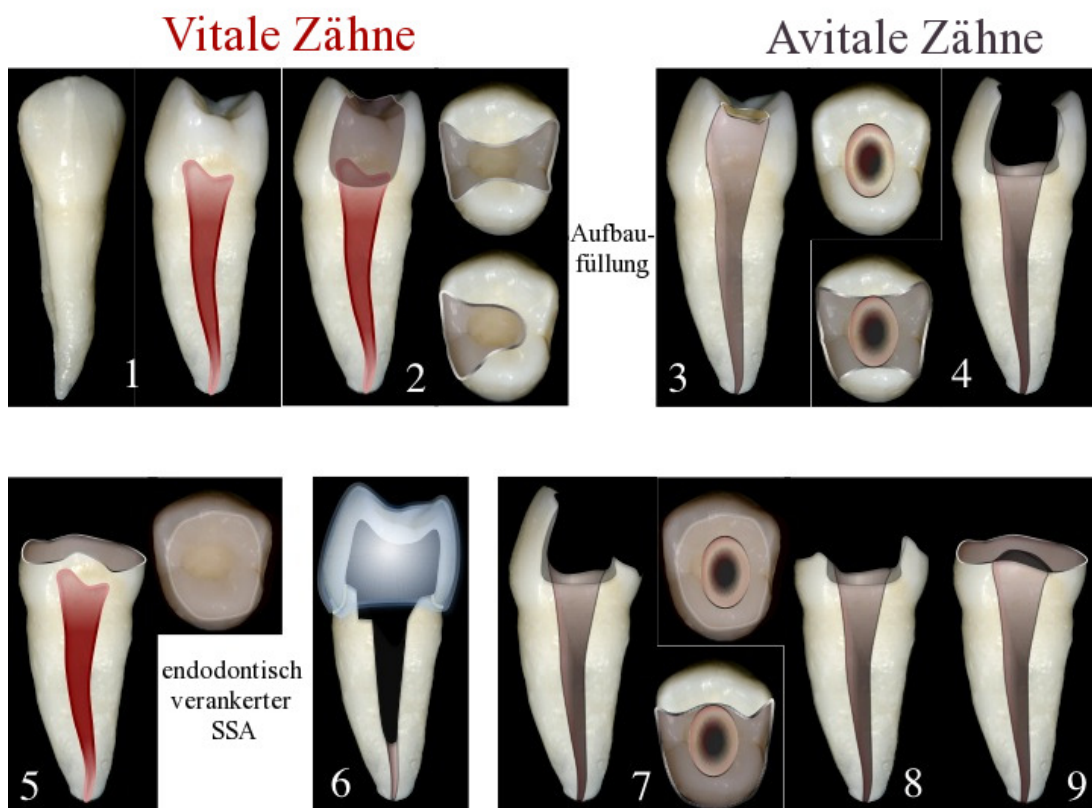 Vitale Zähne
Avitale Zähne
1
2
Aufbau-
füllung
3
4
5
endodontisch
verankerter
SSA
6
7
8
9